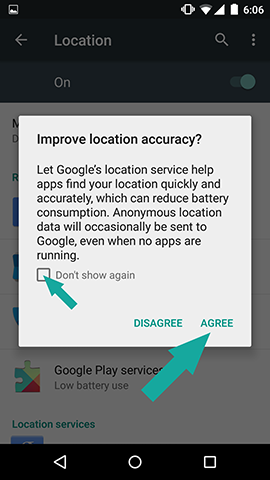 6:06
Location
On
M
D
R
Improve location accuracy?
Let Google's location service help
apps find your location quickly and
accurately, which can reduce battery
consumption. Anonymous location
data will occasionally be sent to
Google, even when no apps are
running.
Don't show again
DISAGREE AGREE
Google Play services
Low battery use
Location services